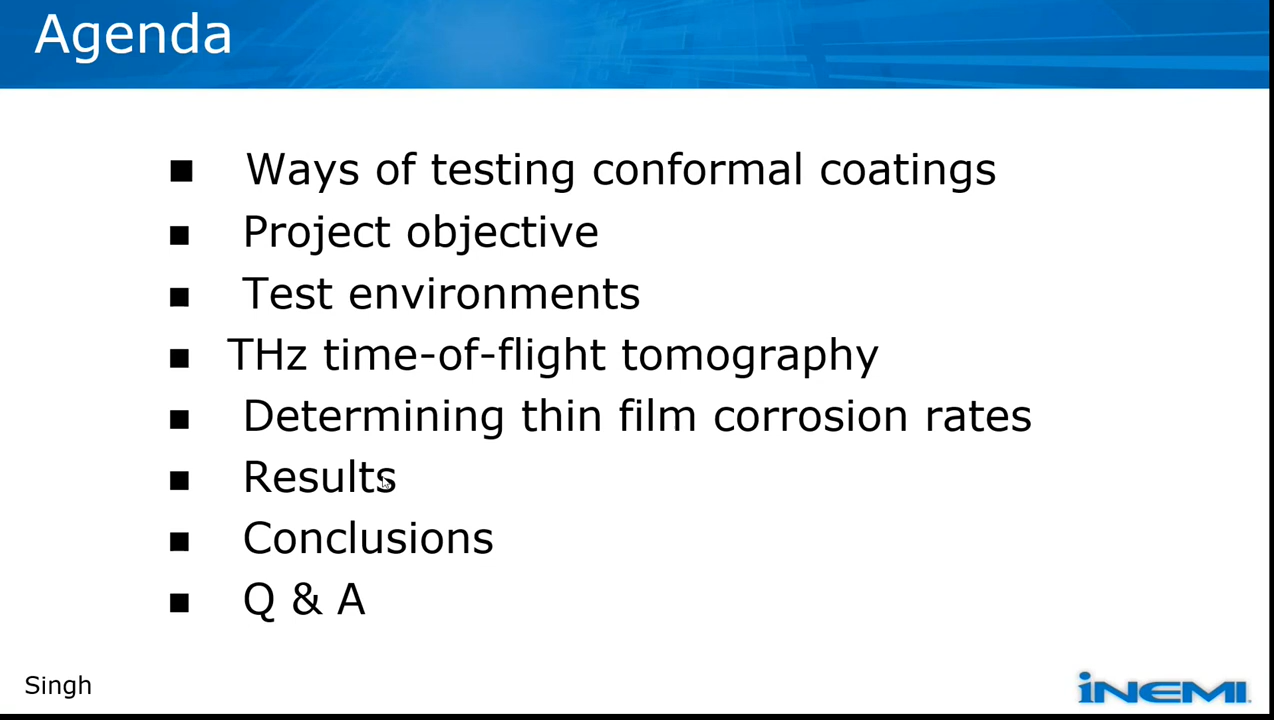 Agenda
Ways of testing conformal coatings
Project objective
Test environments
THz time-of-flight tomography
Determining thin film corrosion rates
Results
Conclusions
Q & A
Singh
iNEMI